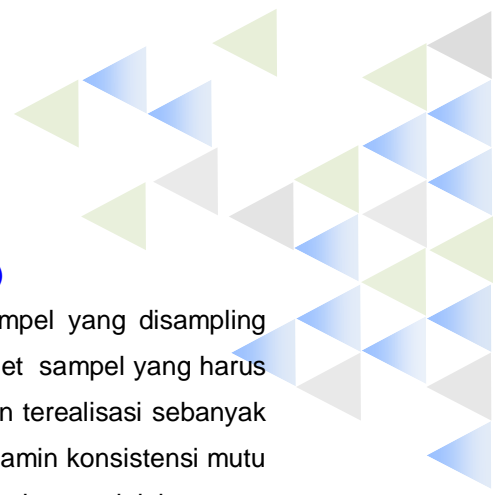 )
mpel yang disampling
et sampel yang harus
n terealisasi sebanyak
amin konsistensi mutu